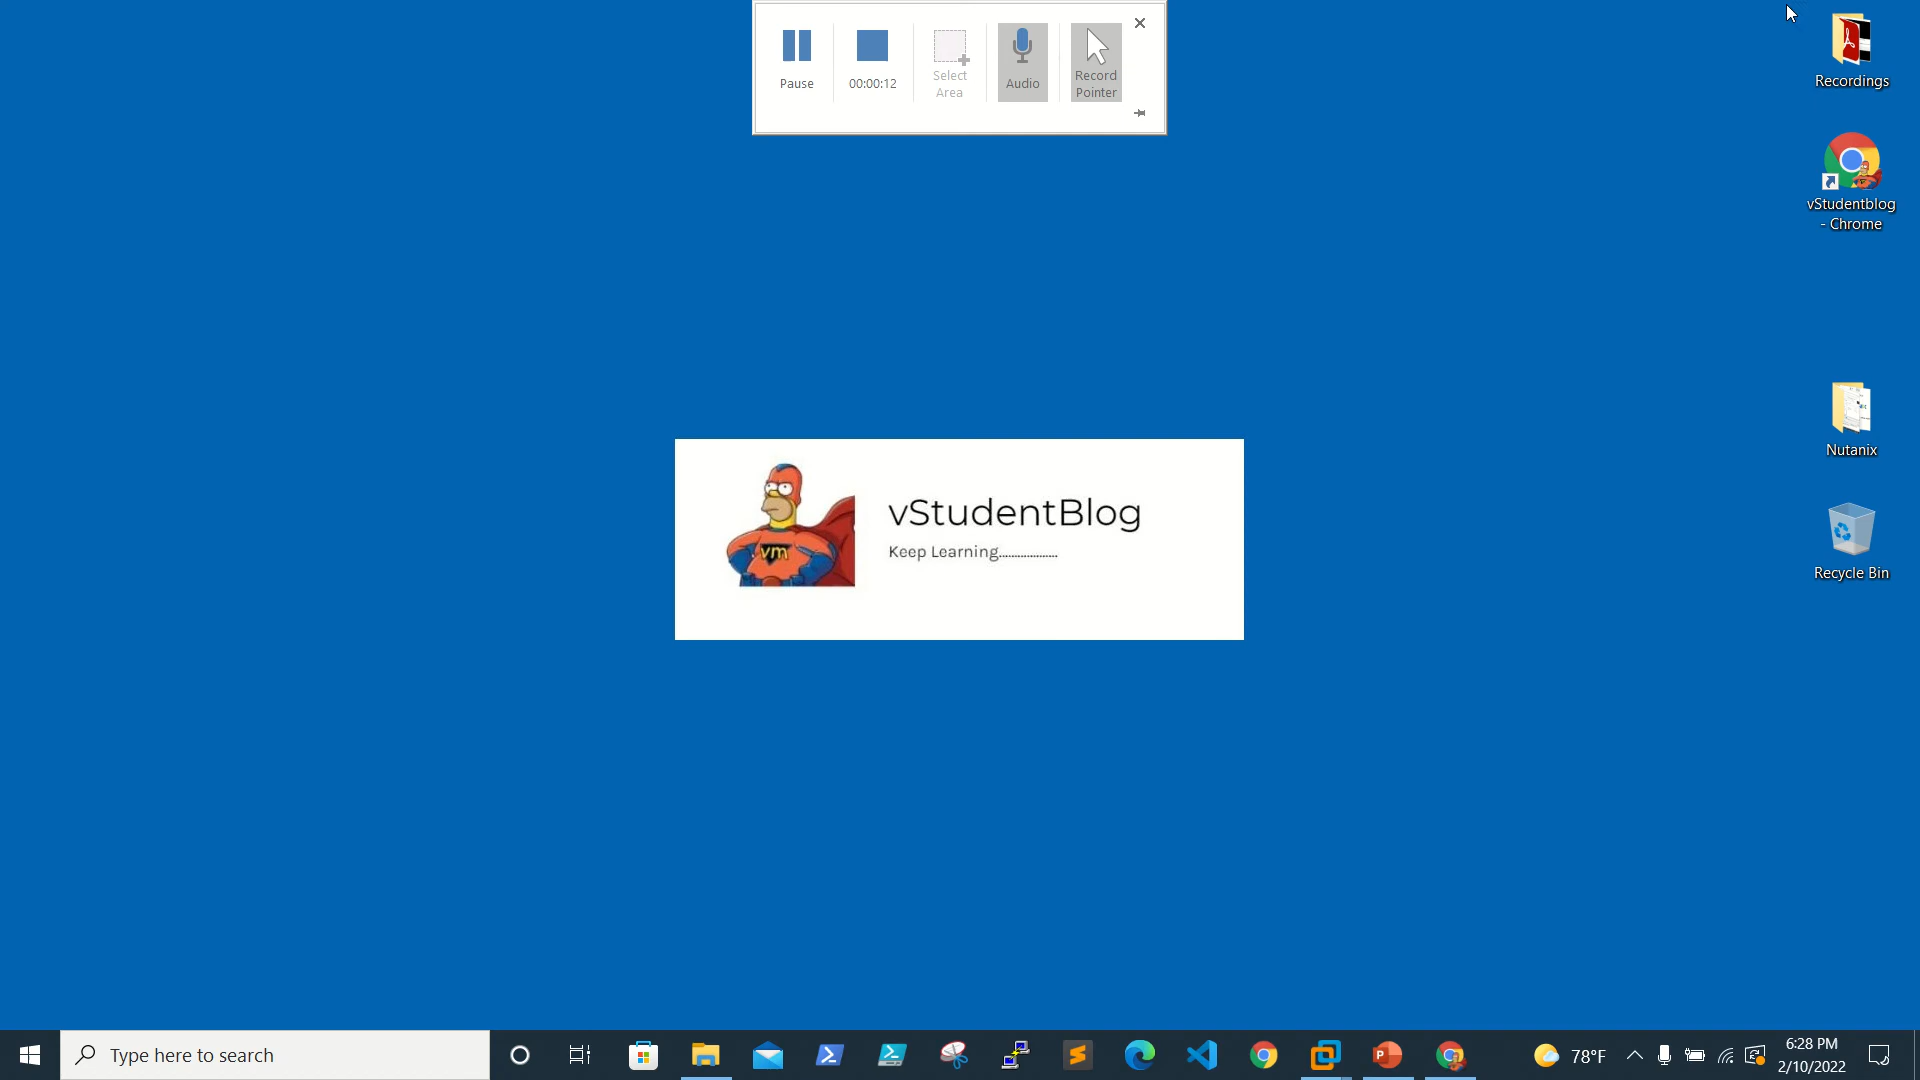 Pause
00:00:12
Select
Area
Audio
Record
Pointer
Recordings
vStudentblog
- Chrome
Nutanix
vm
vStudentBlog
Keep Learning...................
Recycle Bin
Type here to search
78°F
6:28 PM
2/10/2022